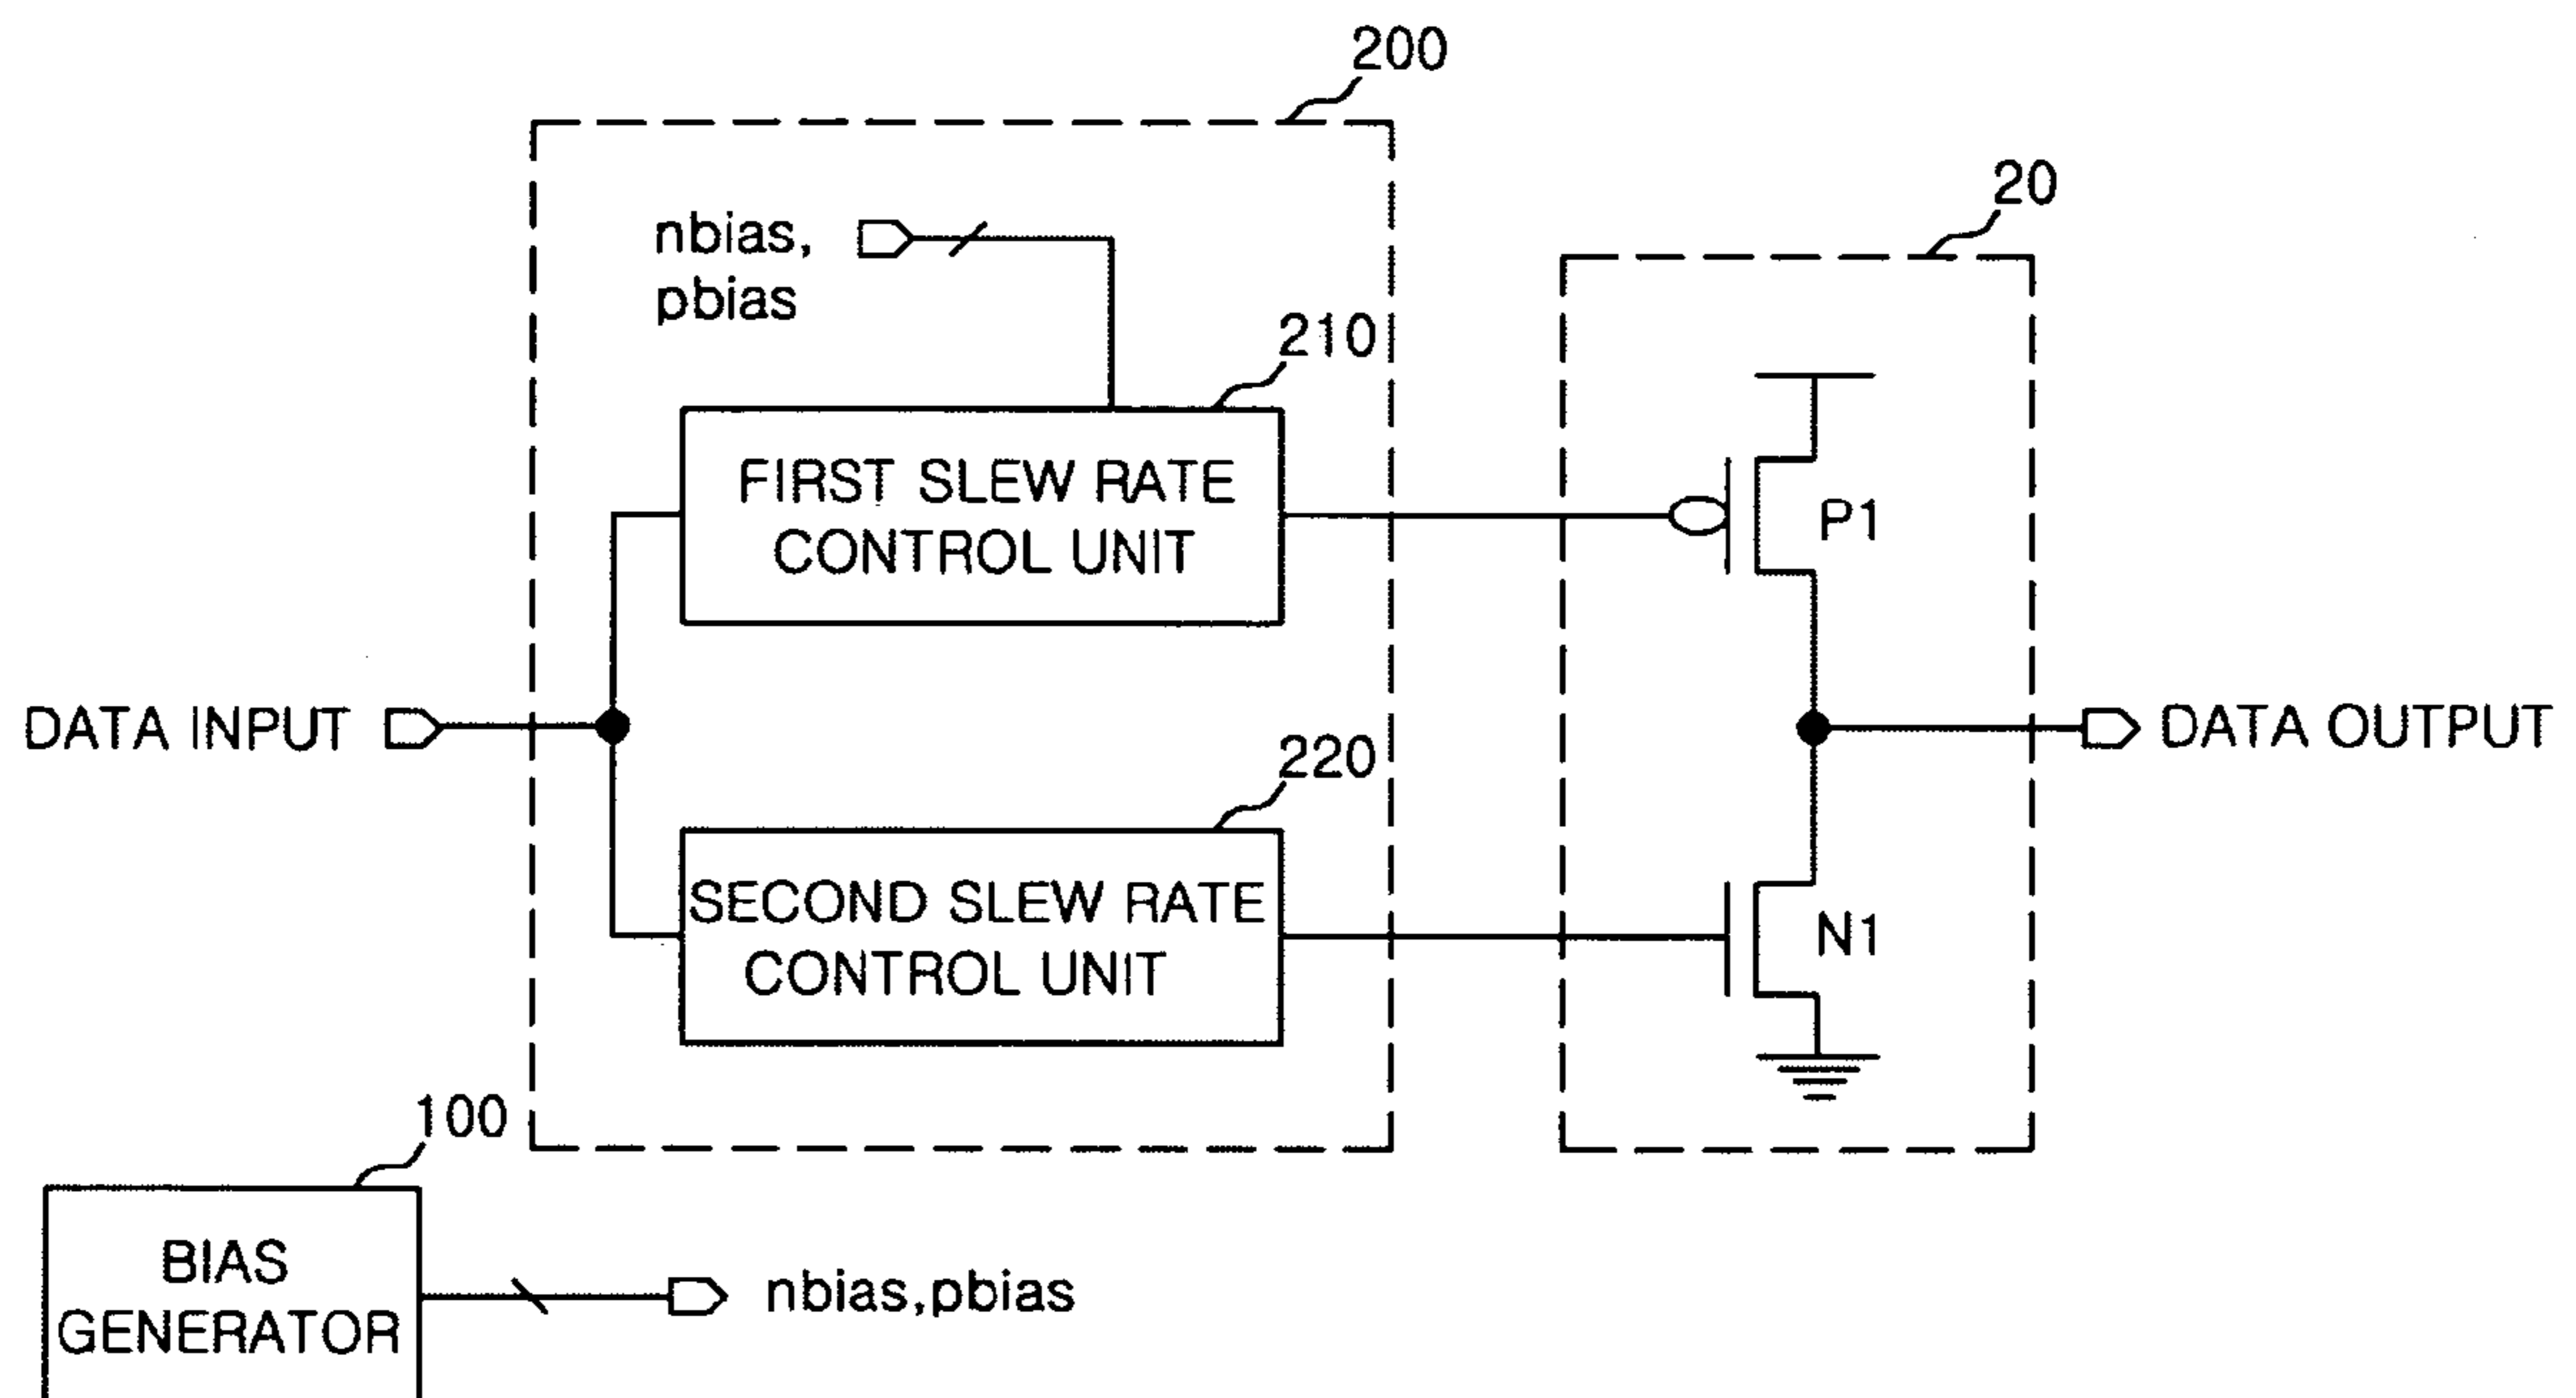 200
20
nbias,
pbias
210
FIRST SLEW RATE
CONTROL UNIT
P1
DATA INPUT
DATA OUTPUT
220
SECOND SLEW RATE
CONTROL UNIT
N1
100
BIAS
GENERATOR
nbias,pbias